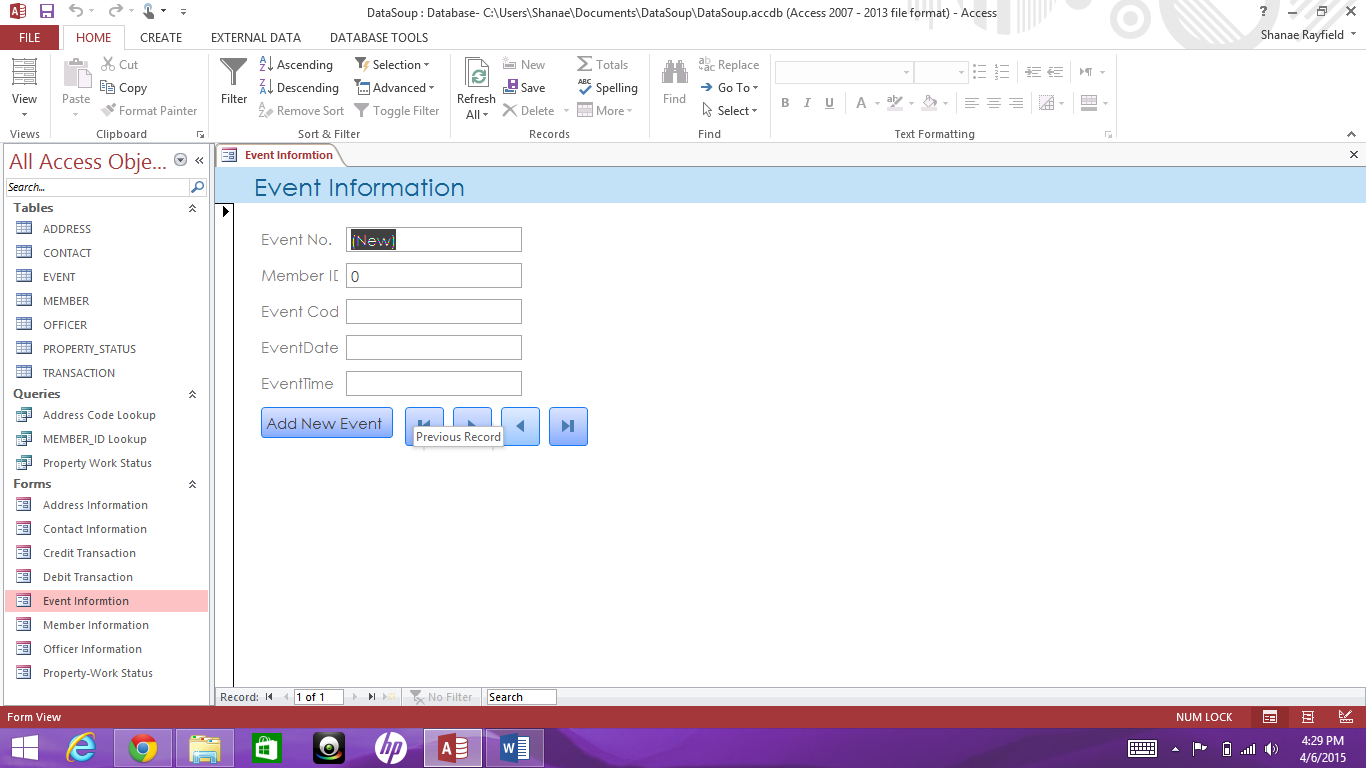 DataSoup : Database- C:\Users\Shanae\Documents\DataSoup\DataSoup.accdb (Access 2007 - 2013 file format) - Access
Shanae Rayfield
FILE HOME CREATE EXTERNAL DATA DATABASE TOOLS
View
Views
Paste
Cut
Copy
Format Painter
Clipboard
Filter
Ascending
Descending
Remove Sort
Selection
Advanced
Toggle Filter
Sort & Filter
Refresh
All
New
Save
Delete
Totals
Spelling
More
Records
Find
Replace
Go To
Select
Find
B I U A
Text Formatting
All Access Obje...
Search...
Tables
ADDRESS
CONTACT
EVENT
MEMBER
OFFICER
PROPERTY_STATUS
TRANSACTION
Queries
Address Code Lookup
MEMBER_ID Lookup
Property Work Status
Forms
Address Information
Contact Information
Credit Transaction
Debit Transaction
Event Informtion
Member Information
Officer Information
Property-Work Status
Event Informtion
Event Information
Event No. (New)
Member ID 0
Event Cod
EventDate
EventTime
Add New Event
Previous Record
Record: 1 of 1 No Filter Search
Form View
NUM LOCK
4:29 PM
4/6/2015